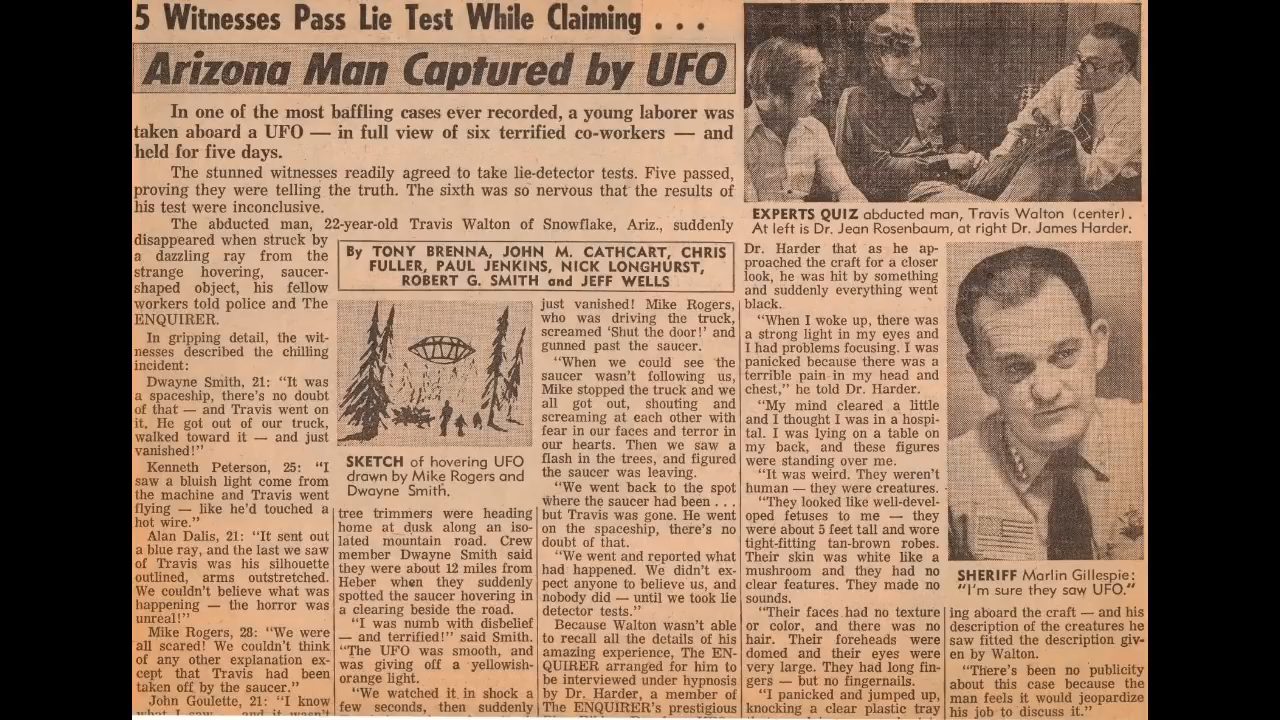 5 Witnesses Pass Lie Test While Claiming . . .
Arizona Man Captured by UFO
In one of the most baffling cases ever recorded, a young laborer was
taken aboard a UFO — in full view of six terrified co-workers — and
held for five days.
The stunned witnesses readily agreed to take lie-detector tests. Five passed,
proving they were telling the truth. The sixth was so nervous that the results of
his test were inconclusive.
The abducted man, 22-year-old Travis Walton of Snowflake, Ariz., suddenly
disappeared when struck by
a dazzling ray from the
strange hovering, saucer-
shaped object, his fellow
workers told police and The
ENQUIRER.
In gripping detail, the wit-
nesses described the chilling
incident:
Dwayne Smith, 21: “It was
a spaceship, there's no doubt
of that — and Travis went on
it. He got out of our truck,
walked toward it — and just
vanished!”
Kenneth Peterson, 25: “I
saw a bluish light come from
the machine and Travis went
flying — like he'd touched a
hot wire.”
Alan Dalis, 21: “It sent out
a blue ray, and the last we saw
of Travis was his silhouette
outlined, arms outstretched.
We couldn't believe what was
happening — the horror was
unreal!”
Mike Rogers, 28: “We were
all scared! We couldn't think
of any other explanation ex-
cept that Travis had been
taken off by the saucer.”
John Goulette, 21: “I know
what I saw
By TONY BRENNA, JOHN M. CATHCART, CHRIS
FULLER, PAUL JENKINS, NICK LONGHURST,
ROBERT G. SMITH and JEFF WELLS
SKETCH of hovering UFO
drawn by Mike Rogers and
Dwayne Smith.
tree trimmers were heading
home at dusk along an iso-
lated mountain road. Crew
member Dwayne Smith said
they were about 12 miles from
Heber when they suddenly
spotted the saucer hovering in
a clearing beside the road.
“I was numb with disbelief
— and terrified!” said Smith.
“The UFO was smooth, and
was giving off a yellowish-
orange light.
“We watched it in shock a
few seconds, then suddenly
just vanished! Mike Rogers,
who was driving the truck,
screamed ‘Shut the door!’ and
gunned past the saucer.
“When we could see the
saucer wasn't following us,
Mike stopped the truck and we
all got out, shouting and
screaming at each other with
fear in our faces and terror in
our hearts. Then we saw a
flash in the trees, and figured
the saucer was leaving.
“We went back to the spot
where the saucer had been . . .
but Travis was gone. He went
on the spaceship, there's no
doubt of that.
“We went and reported what
had happened. We didn't ex-
pect anyone to believe us, and
nobody did — until we took lie
detector tests.”
Because Walton wasn't able
to recall all the details of his
amazing experience, The EN-
QUIRER arranged for him to
be interviewed under hypnosis
by Dr. Harder, a member of
The ENQUIRER'S prestigious
EXPERTS QUIZ abducted man, Travis Walton (center).
At left is Dr. Jean Rosenbaum, at right Dr. James Harder.
Dr. Harder that as he ap-
proached the craft for a closer
look, he was hit by something
and suddenly everything went
black.
“When I woke up, there was
a strong light in my eyes and
I had problems focusing. I was
panicked because there was a
terrible pain in my head and
chest,” he told Dr. Harder.
“My mind cleared a little
and I thought I was in a hospi-
tal. I was lying on a table on
my back, and these figures
were standing over me.
“It was weird. They weren't
human — they were creatures.
“They looked like well-devel-
oped fetuses to me — they
were about 5 feet tall and wore
tight-fitting tan-brown robes.
Their skin was white like a
mushroom and they had no
clear features. They made no
sounds.
“Their faces had no texture
or color, and there was no
hair. Their foreheads were
domed and their eyes were
very large. They had long fin-
gers — but no fingernails.
“I panicked and jumped up,
knocking a clear plastic tray
SHERIFF Marlin Gillespie:
“I'm sure they saw UFO.”
ing aboard the craft — and his
description of the creatures he
saw fitted the description giv-
en by Walton.
“There's been no publicity
about this case because the
man feels it would jeopardize
his job to discuss it.”